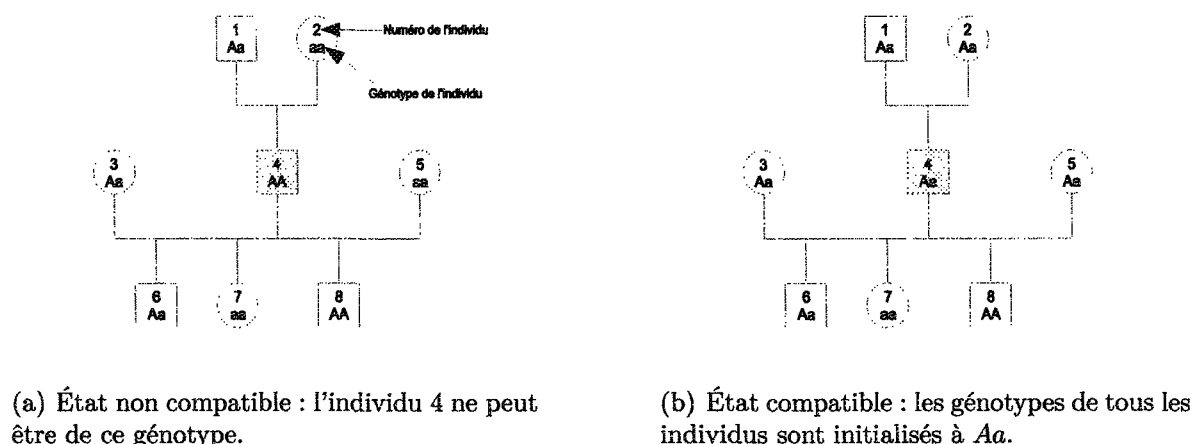 1
Aa
2
aa
Numéro de l'individu
Génotype de l'individu
3
Aa
4
AA
5
aa
6
Aa
7
aa
8
AA
(a) État non compatible : l'individu 4 ne peut
être de ce génotype.
1
Aa
2
Aa
3
Aa
4
Aa
5
Aa
6
Aa
7
aa
8
AA
(b) État compatible : les génotypes de tous les
individus sont initialisés à Aa.